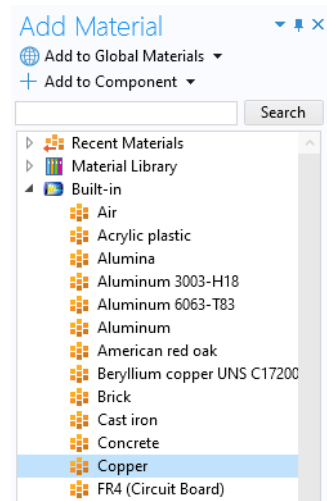 Add Material
Add to Global Materials
Add to Component
Search
Recent Materials
Material Library
Built-in
Air
Acrylic plastic
Alumina
Aluminum 3003-H18
Aluminum 6063-T83
Aluminum
American red oak
Beryllium copper UNS C17200
Brick
Cast iron
Concrete
Copper
FR4 (Circuit Board)